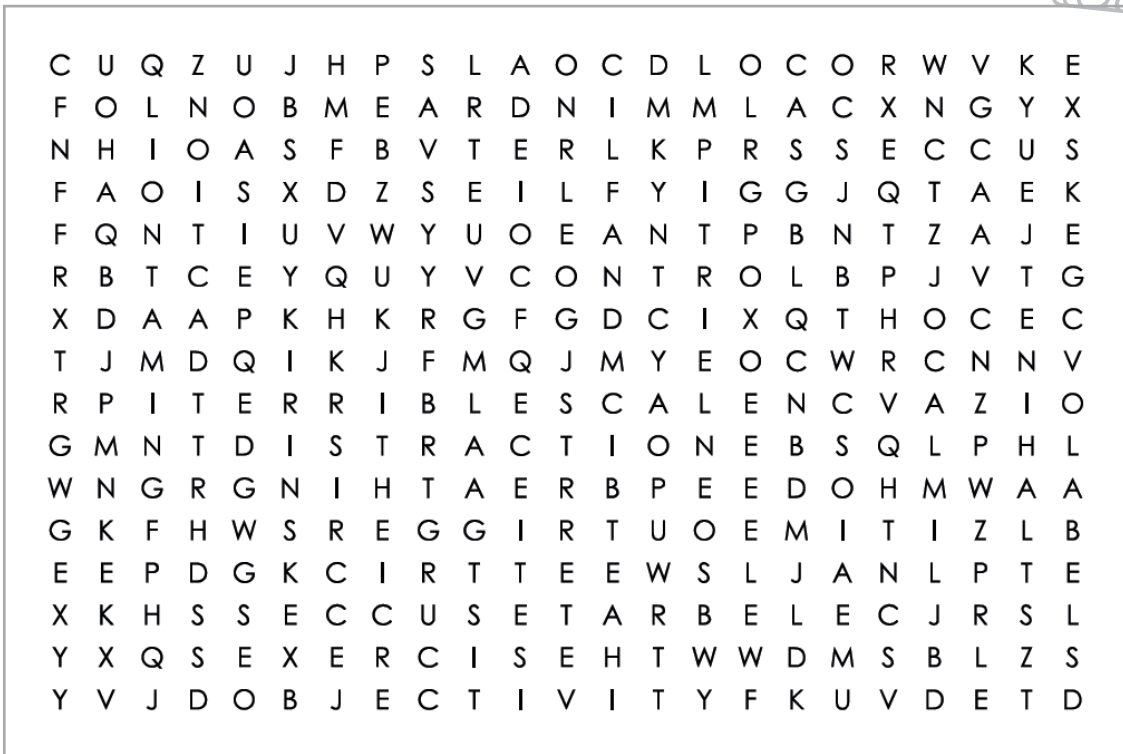 C U Q Z U J H P S L A O C D L O C O R W V K E
F O L N O B M E A R D N I M M L A C X N G Y X
N H I O A S F B V T E R L K P R S S E C C U S
F A O I S X D Z S E I L F Y I G G J Q T A E K
F Q N T I U V W Y U O E A N T P B N T Z A J E
R B T C E Y Q U Y V C O N T R O L B P J V T G
X D A A P K H K R G F G D C I X Q T H O C E C
T J M D Q I K J F M Q J M Y E O C W R C N N V
R P I T E R R I B L E S C A L E N C V A Z I O
G M N T D I S T R A C T I O N E B S Q L P H L
W N G R G N I H T A E R B P E E D O H M W A A
G K F H W S R E G G I R T U O E M I T I Z L B
E E P D G K C I R T T E E W S L J A N L P T E
X K H S S E C C U S E T A R B E L E C J R S L
Y X Q S E X E R C I S E H T W W D M S B L Z S
Y V J D O B J E C T I V I T Y F K U V D E T D